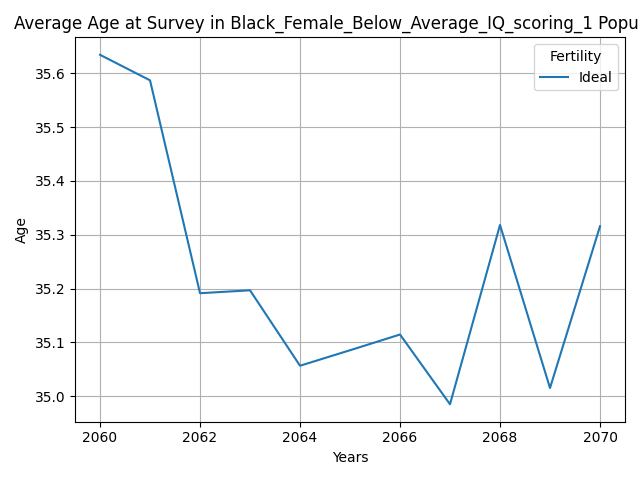 Average Age at Survey in Black_Female_Below_Average_IQ_scoring_1 Popu
Fertility
Ideal
35.6
35.5
35.4
35.3
35.2
35.1
35.0
Age
2060 2062 2064 2066 2068 2070
Years